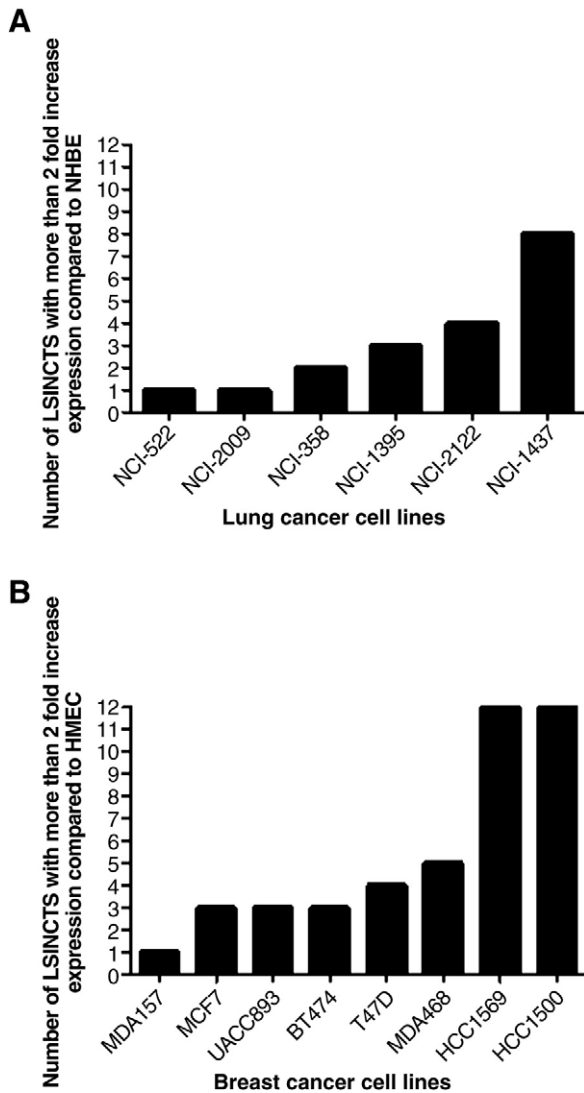 A
Number of LSINCTS with more than 2 fold increase
expression compared to NHBE
12
11
10
9
8
7
6
5
4
3
2
1
0
NCI-522
NCI-2009
NCI-358
NCI-1395
NCI-2122
NCI-1437
Lung cancer cell lines
B
Number of LSINCTS with more than 2 fold increase
expression compared to HMEC
12
11
10
9
8
7
6
5
4
3
2
1
0
MDA157
MCF7
UACC893
BT474
T47D
MDA468
HCC1569
HCC1500
Breast cancer cell lines